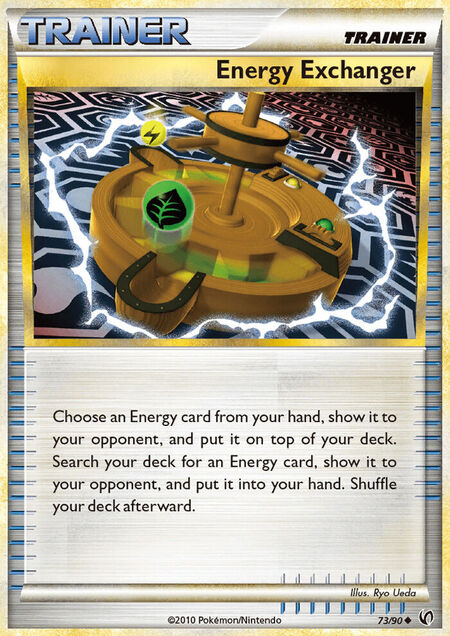 TRAINER
TRAINER
Energy Exchanger
Choose an Energy card from your hand, show it to
your opponent, and put it on top of your deck.
Search your deck for an Energy card, show it to
your opponent, and put it into your hand. Shuffle
your deck afterward.
Illus. Ryo Ueda
©2010 Pokémon/Nintendo
73/90